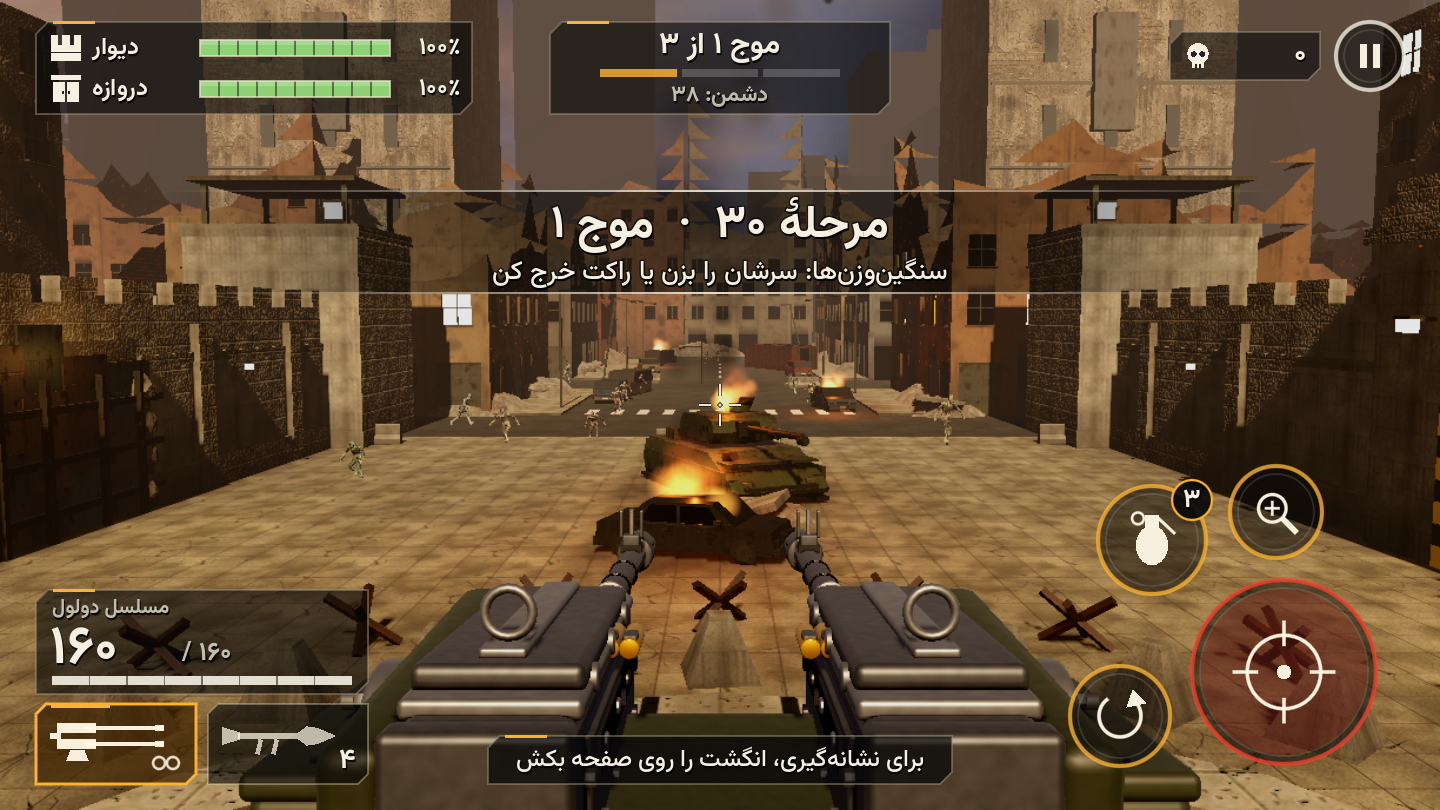 دیوار
۱۰۰٪
دروازه
۱۰۰٪
موج ۱ از ۳
دشمن: ۳۸
۰
مرحلهٔ ۳۰ · موج ۱
سنگین‌وزن‌ها: سرشان را بزن یا راکت خرج کن
۳
مسلسل دولول
۱۶۰ / ۱۶۰
∞
۴
برای نشانه‌گیری، انگشت را روی صفحه بکش